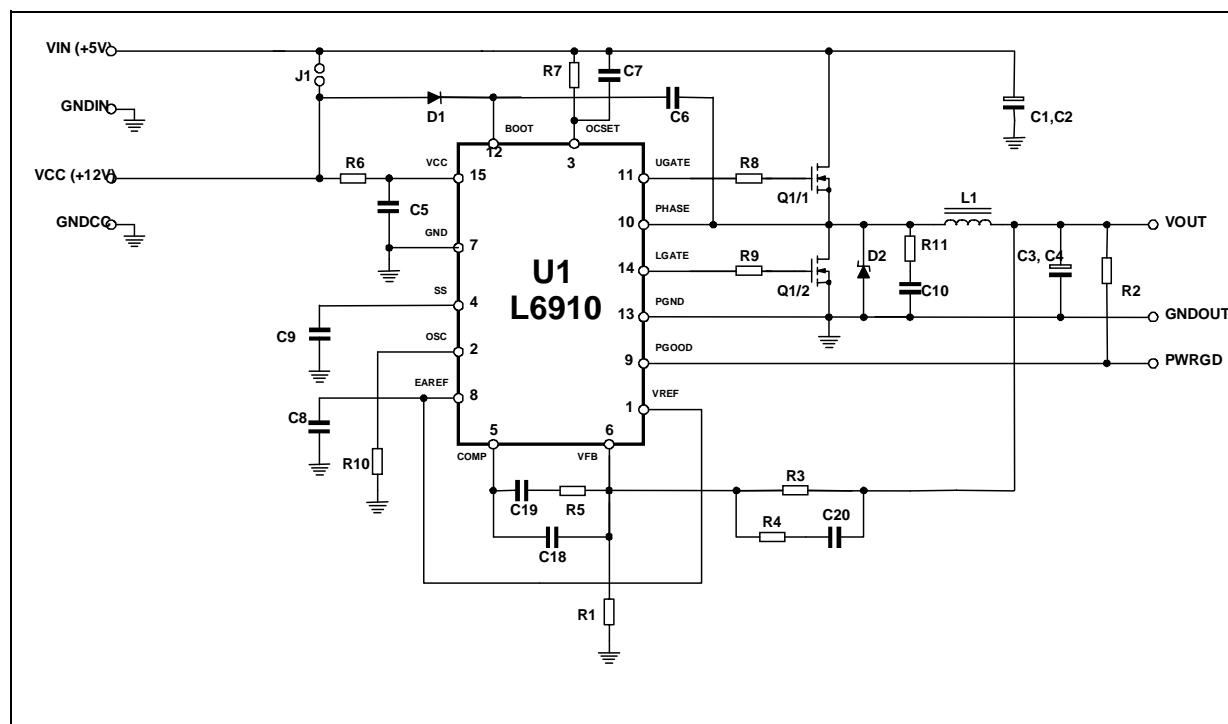 VIN (+5V)
J1
R7
C7
GNDIN
D1
C6
C1,C2
BOOT
OCSET
12
3
VCC (+12V)
R6
VCC
15
UGATE
11
R8
Q1/1
C5
GNDCC
PHASE
10
L1
VOUT
GND
7
U1
L6910
LGATE
14
R9
Q1/2
D2
R11
C10
C3, C4
R2
SS
4
PGND
13
GNDOUT
C9
OSC
2
PGOOD
9
PWRGD
EAREF
8
VREF
1
C8
R10
5
6
COMP
VFB
C19
R5
R3
C18
R4
C20
R1